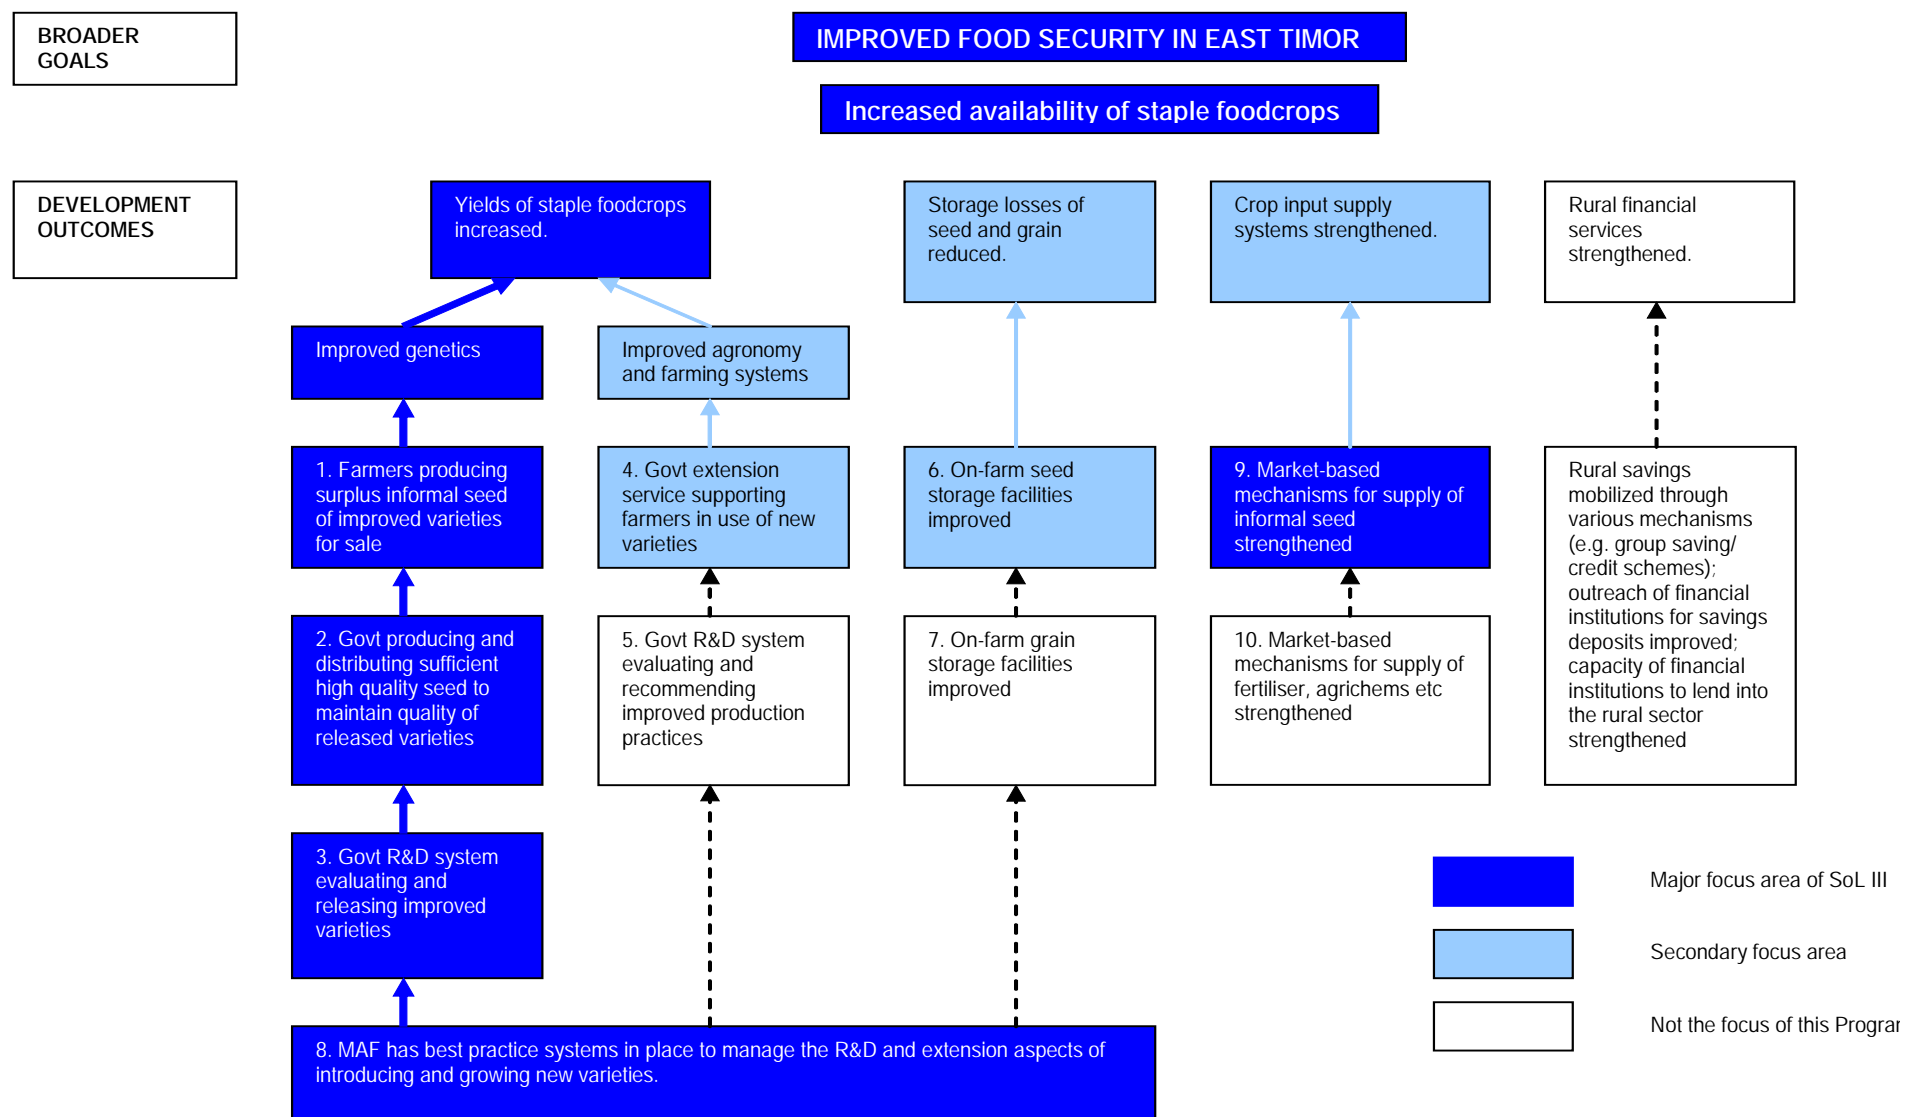 BROADER
GOALS
IMPROVED FOOD SECURITY IN EAST TIMOR
Increased availability of staple foodcrops
DEVELOPMENT
OUTCOMES
Yields of staple foodcrops
increased.
Storage losses of
seed and grain
reduced.
Crop input supply
systems strengthened.
Rural financial
services
strengthened.
Improved genetics
Improved agronomy
and farming systems
1. Farmers producing
surplus informal seed
of improved varieties
for sale
4. Govt extension
service supporting
farmers in use of new
varieties
6. On-farm seed
storage facilities
improved
9. Market-based
mechanisms for supply of
informal seed
strengthened
Rural savings
mobilized through
various mechanisms
(e.g. group saving/
credit schemes);
outreach of financial
institutions for savings
deposits improved;
capacity of financial
institutions to lend into
the rural sector
strengthened
2. Govt producing and
distributing sufficient
high quality seed to
maintain quality of
released varieties
5. Govt R&D system
evaluating and
recommending
improved production
practices
7. On-farm grain
storage facilities
improved
10. Market-based
mechanisms for supply of
fertiliser, agrichems etc
strengthened
3. Govt R&D system
evaluating and
releasing improved
varieties
8. MAF has best practice systems in place to manage the R&D and extension aspects of
introducing and growing new varieties.
Major focus area of SoL III
Secondary focus area
Not the focus of this